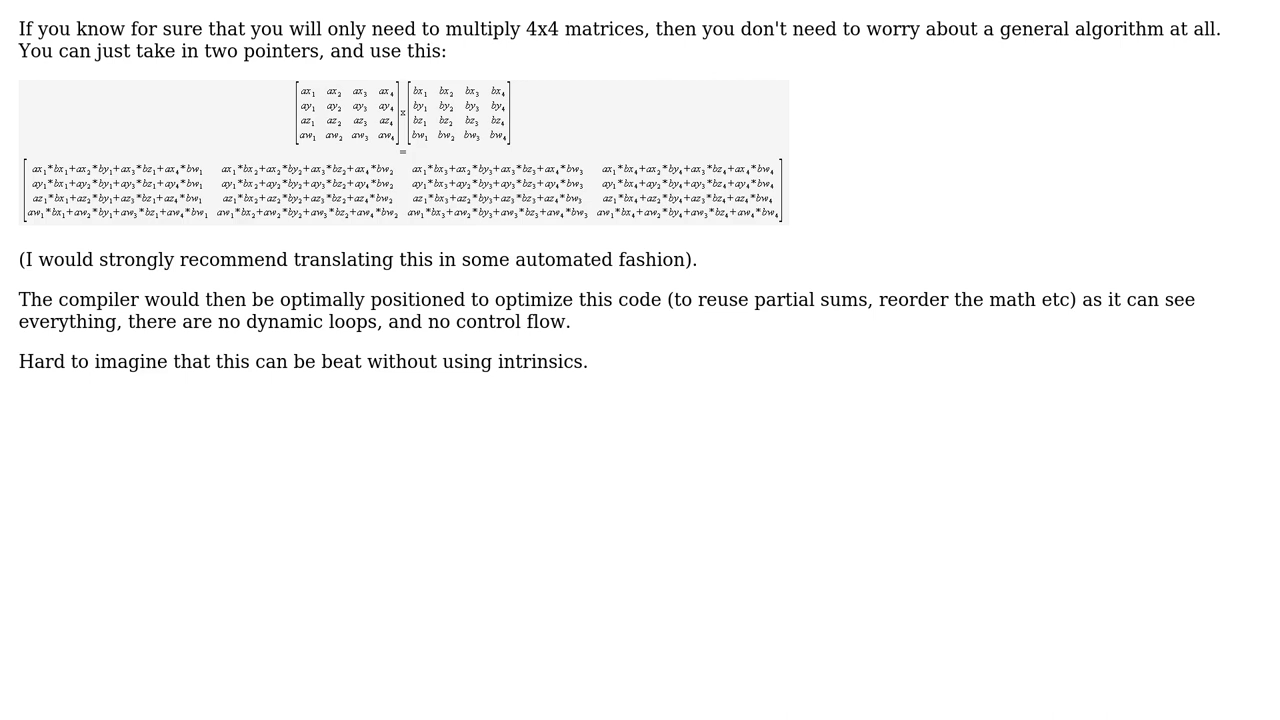 If you know for sure that you will only need to multiply 4x4 matrices, then you don't need to worry about a general algorithm at all.
You can just take in two pointers, and use this:
ax₁ ax₂ ax₃ ax₄ bx₁ bx₂ bx₃ bx₄
ay₁ ay₂ ay₃ ay₄ x by₁ by₂ by₃ by₄
az₁ az₂ az₃ az₄ bz₁ bz₂ bz₃ bz₄
aw₁ aw₂ aw₃ aw₄ bw₁ bw₂ bw₃ bw₄
=
ax₁*bx₁+ax₂*by₁+ax₃*bz₁+ax₄*bw₁ ax₁*bx₂+ax₂*by₂+ax₃*bz₂+ax₄*bw₂ ax₁*bx₃+ax₂*by₃+ax₃*bz₃+ax₄*bw₃ ax₁*bx₄+ax₂*by₄+ax₃*bz₄+ax₄*bw₄
ay₁*bx₁+ay₂*by₁+ay₃*bz₁+ay₄*bw₁ ay₁*bx₂+ay₂*by₂+ay₃*bz₂+ay₄*bw₂ ay₁*bx₃+ay₂*by₃+ay₃*bz₃+ay₄*bw₃ ay₁*bx₄+ay₂*by₄+ay₃*bz₄+ay₄*bw₄
az₁*bx₁+az₂*by₁+az₃*bz₁+az₄*bw₁ az₁*bx₂+az₂*by₂+az₃*bz₂+az₄*bw₂ az₁*bx₃+az₂*by₃+az₃*bz₃+az₄*bw₃ az₁*bx₄+az₂*by₄+az₃*bz₄+az₄*bw₄
aw₁*bx₁+aw₂*by₁+aw₃*bz₁+aw₄*bw₁ aw₁*bx₂+aw₂*by₂+aw₃*bz₂+aw₄*bw₂ aw₁*bx₃+aw₂*by₃+aw₃*bz₃+aw₄*bw₃ aw₁*bx₄+aw₂*by₄+aw₃*bz₄+aw₄*bw₄
(I would strongly recommend translating this in some automated fashion).
The compiler would then be optimally positioned to optimize this code (to reuse partial sums, reorder the math etc) as it can see
everything, there are no dynamic loops, and no control flow.
Hard to imagine that this can be beat without using intrinsics.